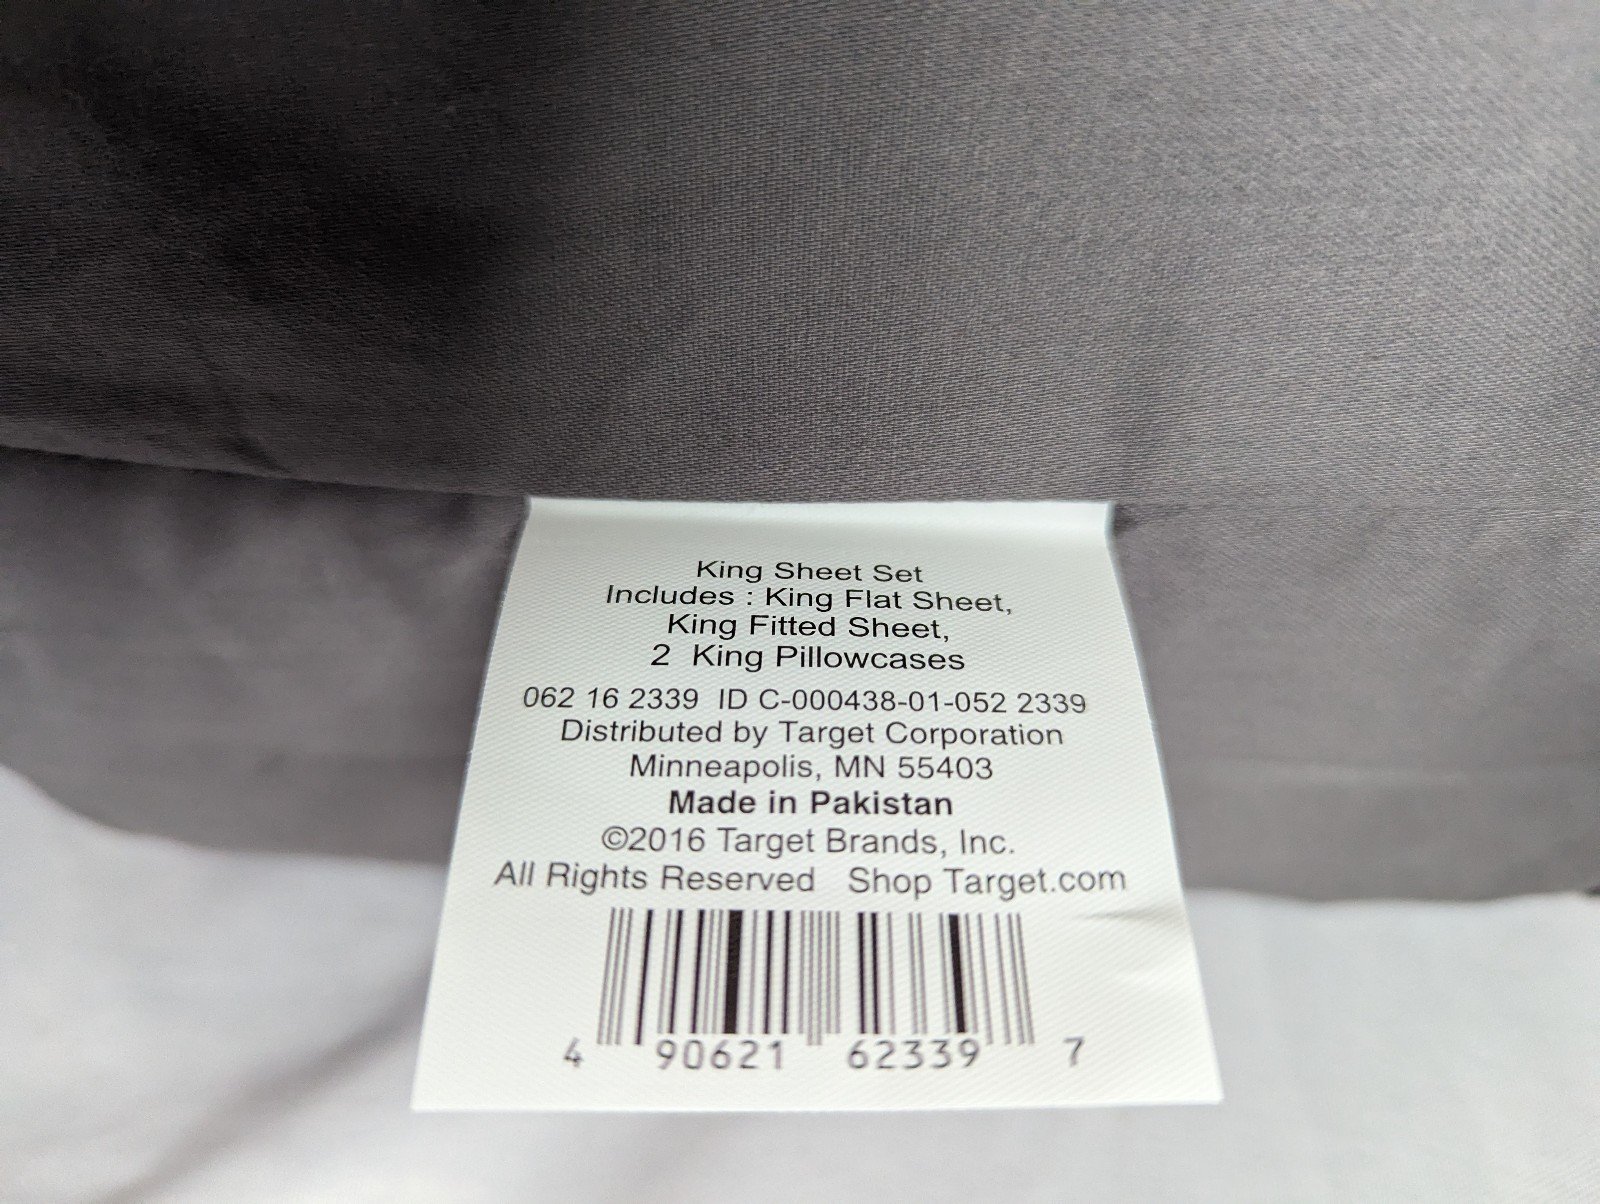 King Sheet Set
Includes : King Flat Sheet,
King Fitted Sheet,
2 King Pillowcases
062 16 2339 ID C-000438-01-052 2339
Distributed by Target Corporation
Minneapolis, MN 55403
Made in Pakistan
©2016 Target Brands, Inc.
All Rights Reserved Shop Target.com
4 90621 62339 7